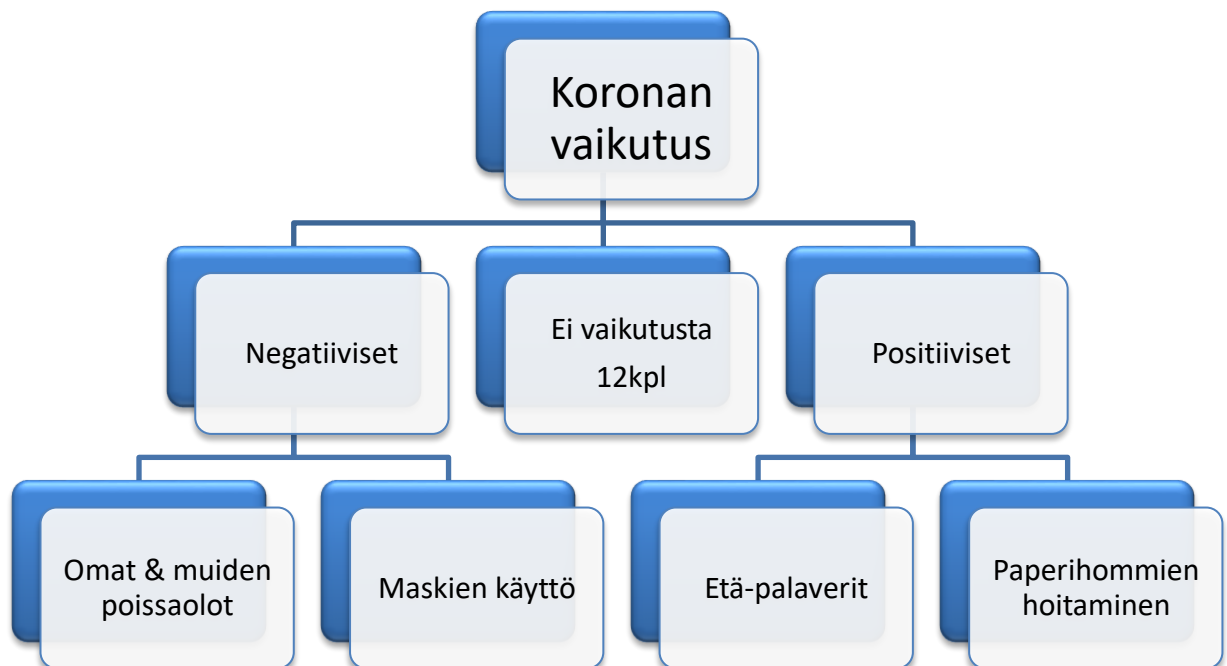 Koronan
vaikutus
Negatiiviset
Ei vaikutusta
12kpl
Positiiviset
Omat & muiden
poissaolot
Maskien käyttö
Etä-palaverit
Paperihommien
hoitaminen